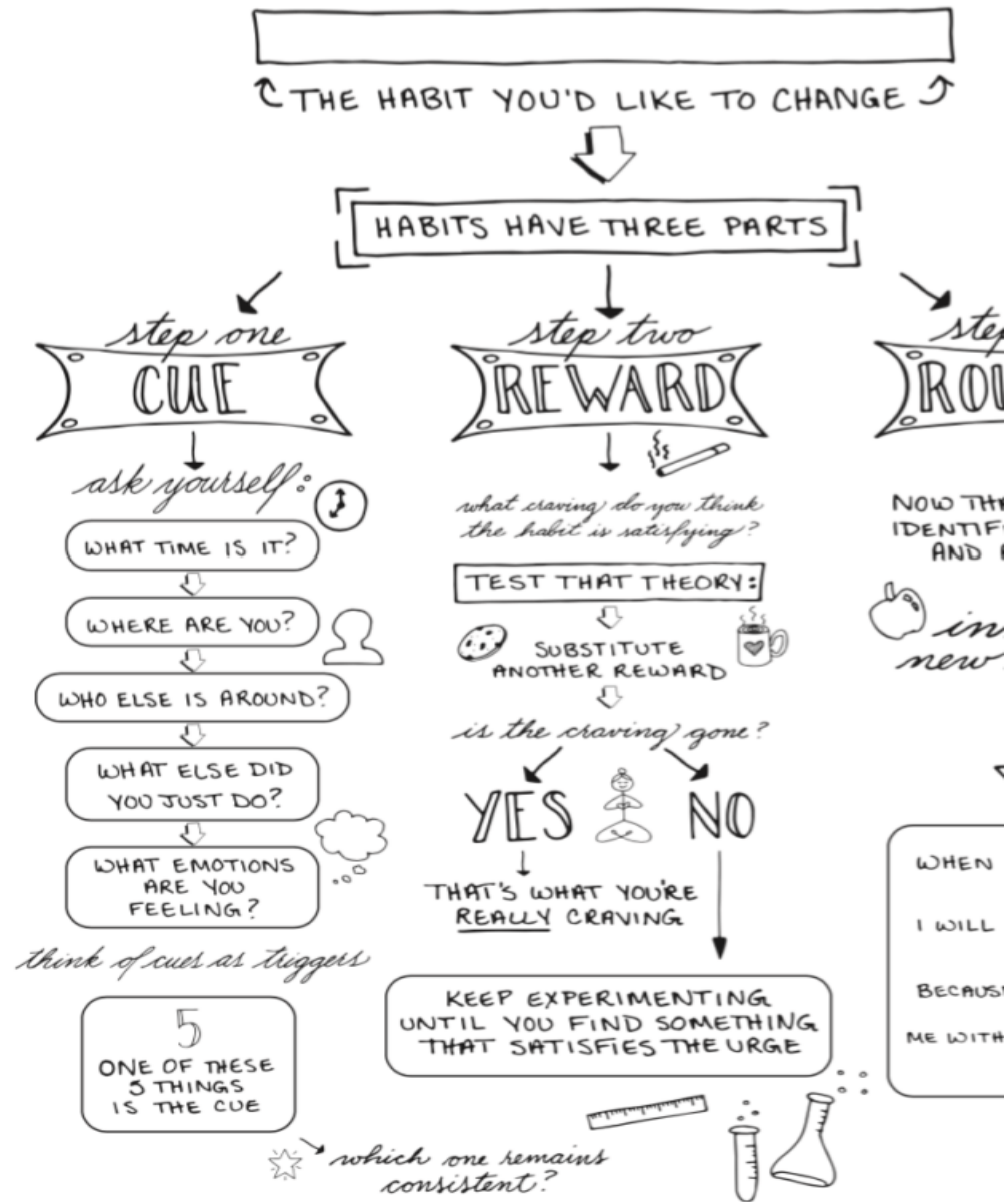 THE HABIT YOU'D LIKE TO CHANGE
HABITS HAVE THREE PARTS
step one
CUE
ask yourself:
WHAT TIME IS IT?
WHERE ARE YOU?
WHO ELSE IS AROUND?
WHAT ELSE DID
YOU JUST DO?
WHAT EMOTIONS
ARE YOU
FEELING?
think of cues as triggers
5
ONE OF THESE
5 THINGS
IS THE CUE
which one remains
consistent?
step two
REWARD
what craving do you think
the habit is satisfying?
TEST THAT THEORY:
SUBSTITUTE
ANOTHER REWARD
is the craving gone?
YES
NO
THAT'S WHAT YOU'RE
REALLY CRAVING
KEEP EXPERIMENTING
UNTIL YOU FIND SOMETHING
THAT SATISFIES THE URGE
NOW
AND
new
WHEN
I WILL
ME WITH